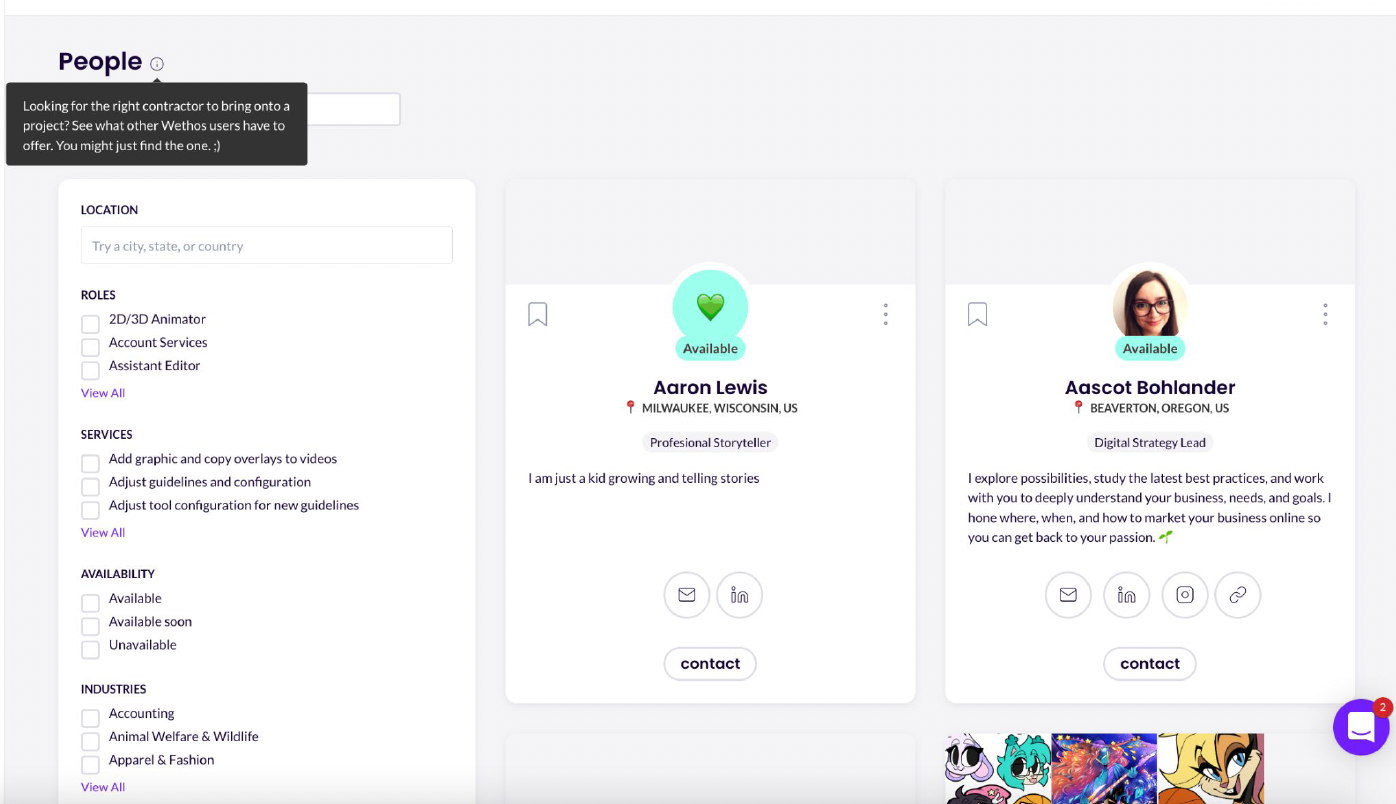 People
Looking for the right contractor to bring onto a
project? See what other Wethos users have to
offer. You might just find the one. ;)
LOCATION
Try a city, state, or country
ROLES
2D/3D Animator
Account Services
Assistant Editor
View All
SERVICES
Add graphic and copy overlays to videos
Adjust guidelines and configuration
Adjust tool configuration for new guidelines
View All
AVAILABILITY
Available
Available soon
Unavailable
INDUSTRIES
Accounting
Animal Welfare & Wildlife
Apparel & Fashion
View All
Available
Aaron Lewis
MILWAUKEE, WISCONSIN, US
Profesional Storyteller
I am just a kid growing and telling stories
in
contact
Available
Aascot Bohlander
BEAVERTON, OREGON, US
Digital Strategy Lead
I explore possibilities, study the latest best practices, and work
with you to deeply understand your business, needs, and goals. I
hone where, when, and how to market your business online so
you can get back to your passion. 🌱
in
contact
2